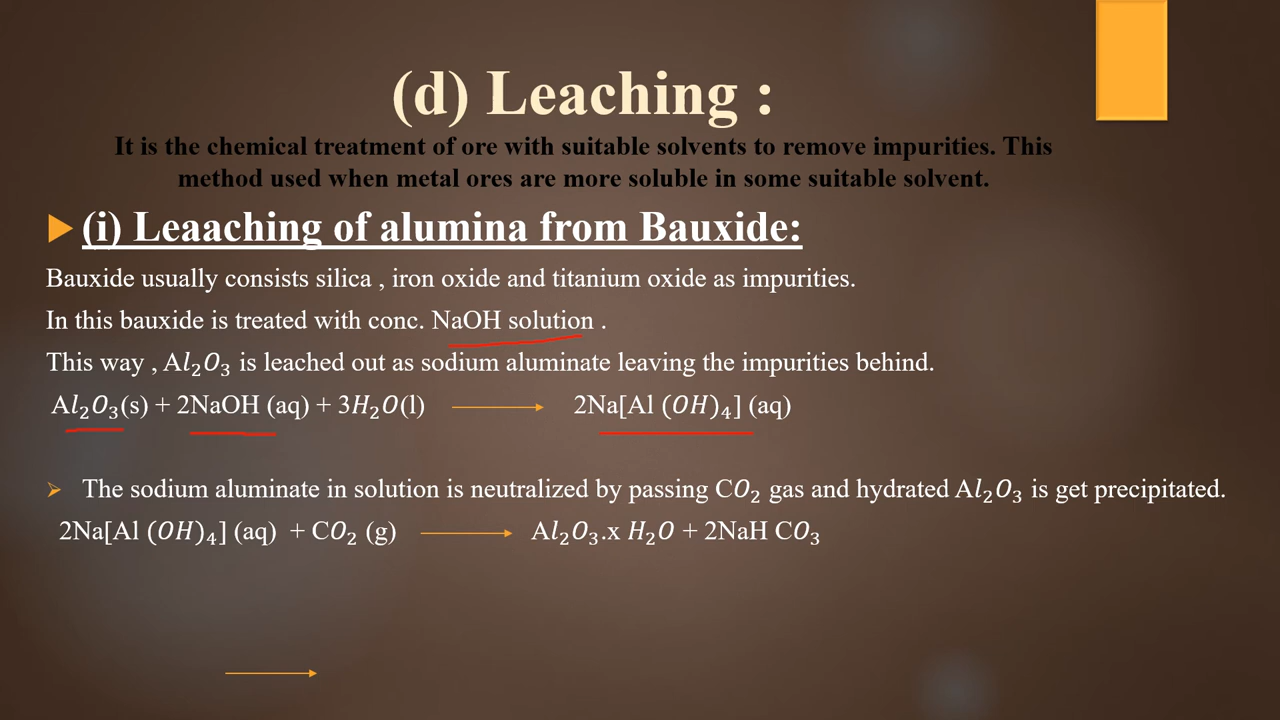 (d) Leaching :
It is the chemical treatment of ore with suitable solvents to remove impurities. This
method used when metal ores are more soluble in some suitable solvent.
(i) Leaaching of alumina from Bauxide:
Bauxide usually consists silica , iron oxide and titanium oxide as impurities.
In this bauxide is treated with conc. NaOH solution .
This way , A𝑙₂𝑂₃ is leached out as sodium aluminate leaving the impurities behind.
A𝑙₂𝑂₃(s) + 2NaOH (aq) + 3𝐻₂𝑂(l) ⟶ 2Na[Al (𝑂𝐻)₄] (aq)
The sodium aluminate in solution is neutralized by passing C𝑂₂ gas and hydrated A𝑙₂𝑂₃ is get precipitated.
2Na[Al (𝑂𝐻)₄] (aq) + C𝑂₂ (g) ⟶ A𝑙₂𝑂₃.x 𝐻₂𝑂 + 2NaH C𝑂₃